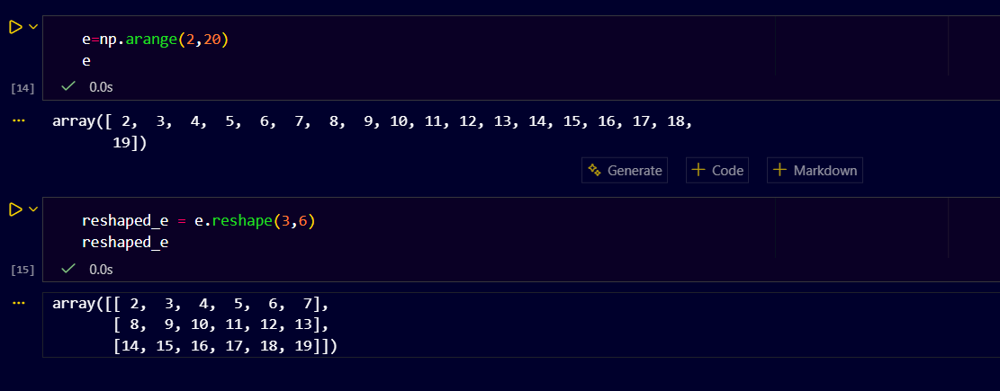 e=np.arange(2,20)
e
[14] 0.0s
... array([ 2,  3,  4,  5,  6,  7,  8,  9, 10, 11, 12, 13, 14, 15, 16, 17, 18,
       19])
Generate Code Markdown
reshaped_e = e.reshape(3,6)
reshaped_e
[15] 0.0s
... array([[ 2,  3,  4,  5,  6,  7],
       [ 8,  9, 10, 11, 12, 13],
       [14, 15, 16, 17, 18, 19]])